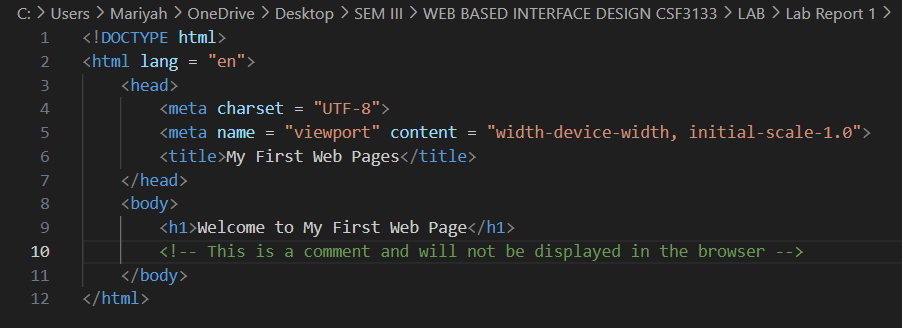 C: > Users > Mariyah > OneDrive > Desktop > SEM III > WEB BASED INTERFACE DESIGN CSF3133 > LAB > Lab Report 1 >
1 <!DOCTYPE html>
2 <html lang = "en">
3 <head>
4 <meta charset = "UTF-8">
5 <meta name = "viewport" content = "width-device-width, initial-scale-1.0">
6 <title>My First Web Pages</title>
7 </head>
8 <body>
9 <h1>Welcome to My First Web Page</h1>
10 <!-- This is a comment and will not be displayed in the browser -->
11 </body>
12 </html>